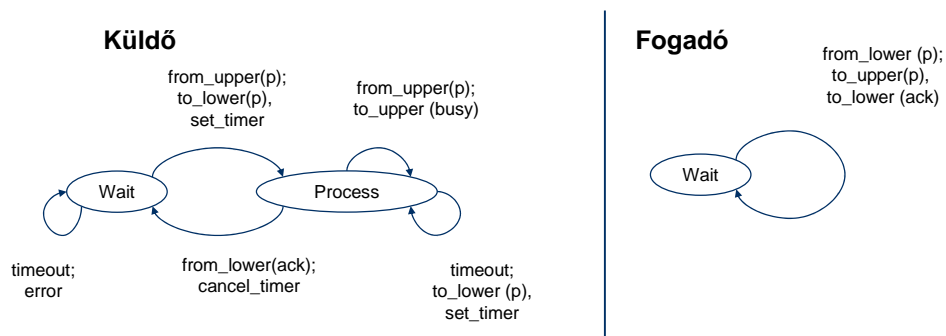 Küldő
from_upper(p);
to_lower(p),
set_timer
from_upper(p);
to_upper (busy)
Wait
Process
timeout;
error
from_lower(ack);
cancel_timer
timeout;
to_lower (p),
set_timer
Fogadó
from_lower (p);
to_upper(p),
to_lower (ack)
Wait